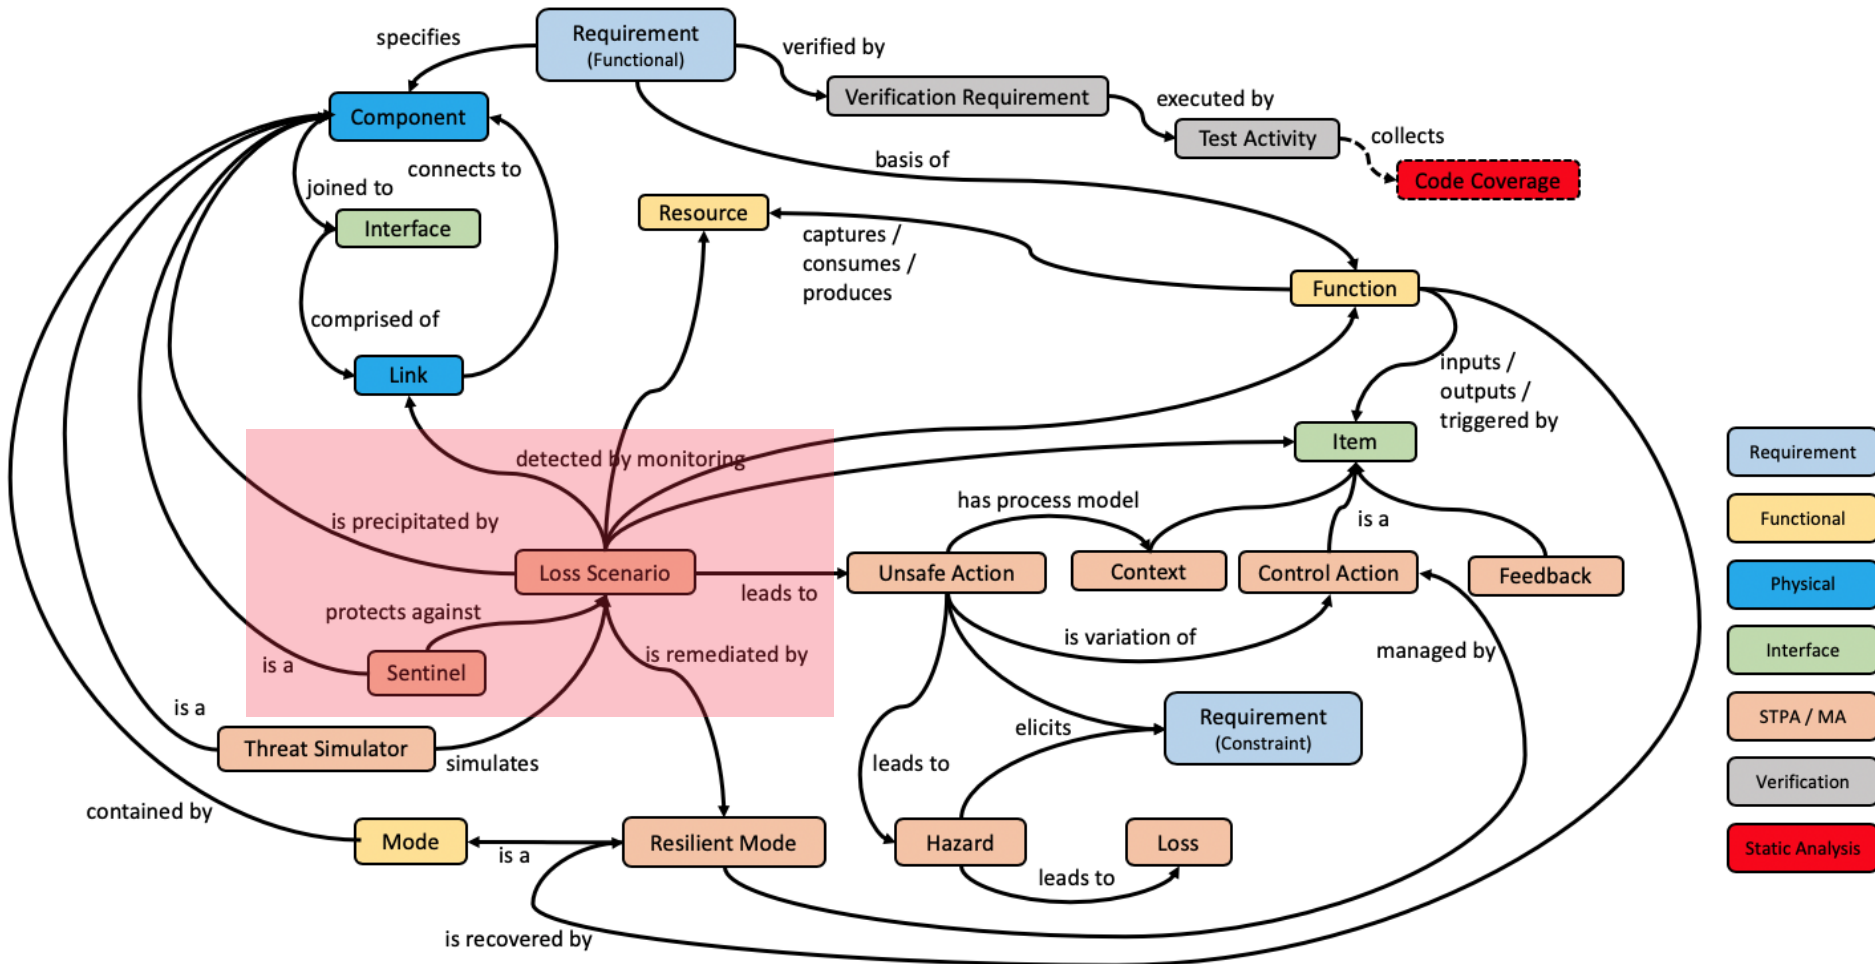 Requirement
(Functional)
specifies
verified by
Verification Requirement
executed by
Test Activity
collects
Code Coverage
Component
connects to
joined to
Interface
basis of
Resource
captures /
consumes /
produces
Function
comprised of
Link
inputs /
outputs /
triggered by
Item
detected by monitoring
has process model
is a
is precipitated by
Loss Scenario
leads to
Unsafe Action
Context
Control Action
Feedback
protects against
is variation of
managed by
is remediated by
is a
Sentinel
is a
Threat Simulator
simulates
elicits
Requirement
(Constraint)
leads to
contained by
Mode
is a
Resilient Mode
Hazard
Loss
leads to
is recovered by
Requirement
Functional
Physical
Interface
STPA / MA
Verification
Static Analysis